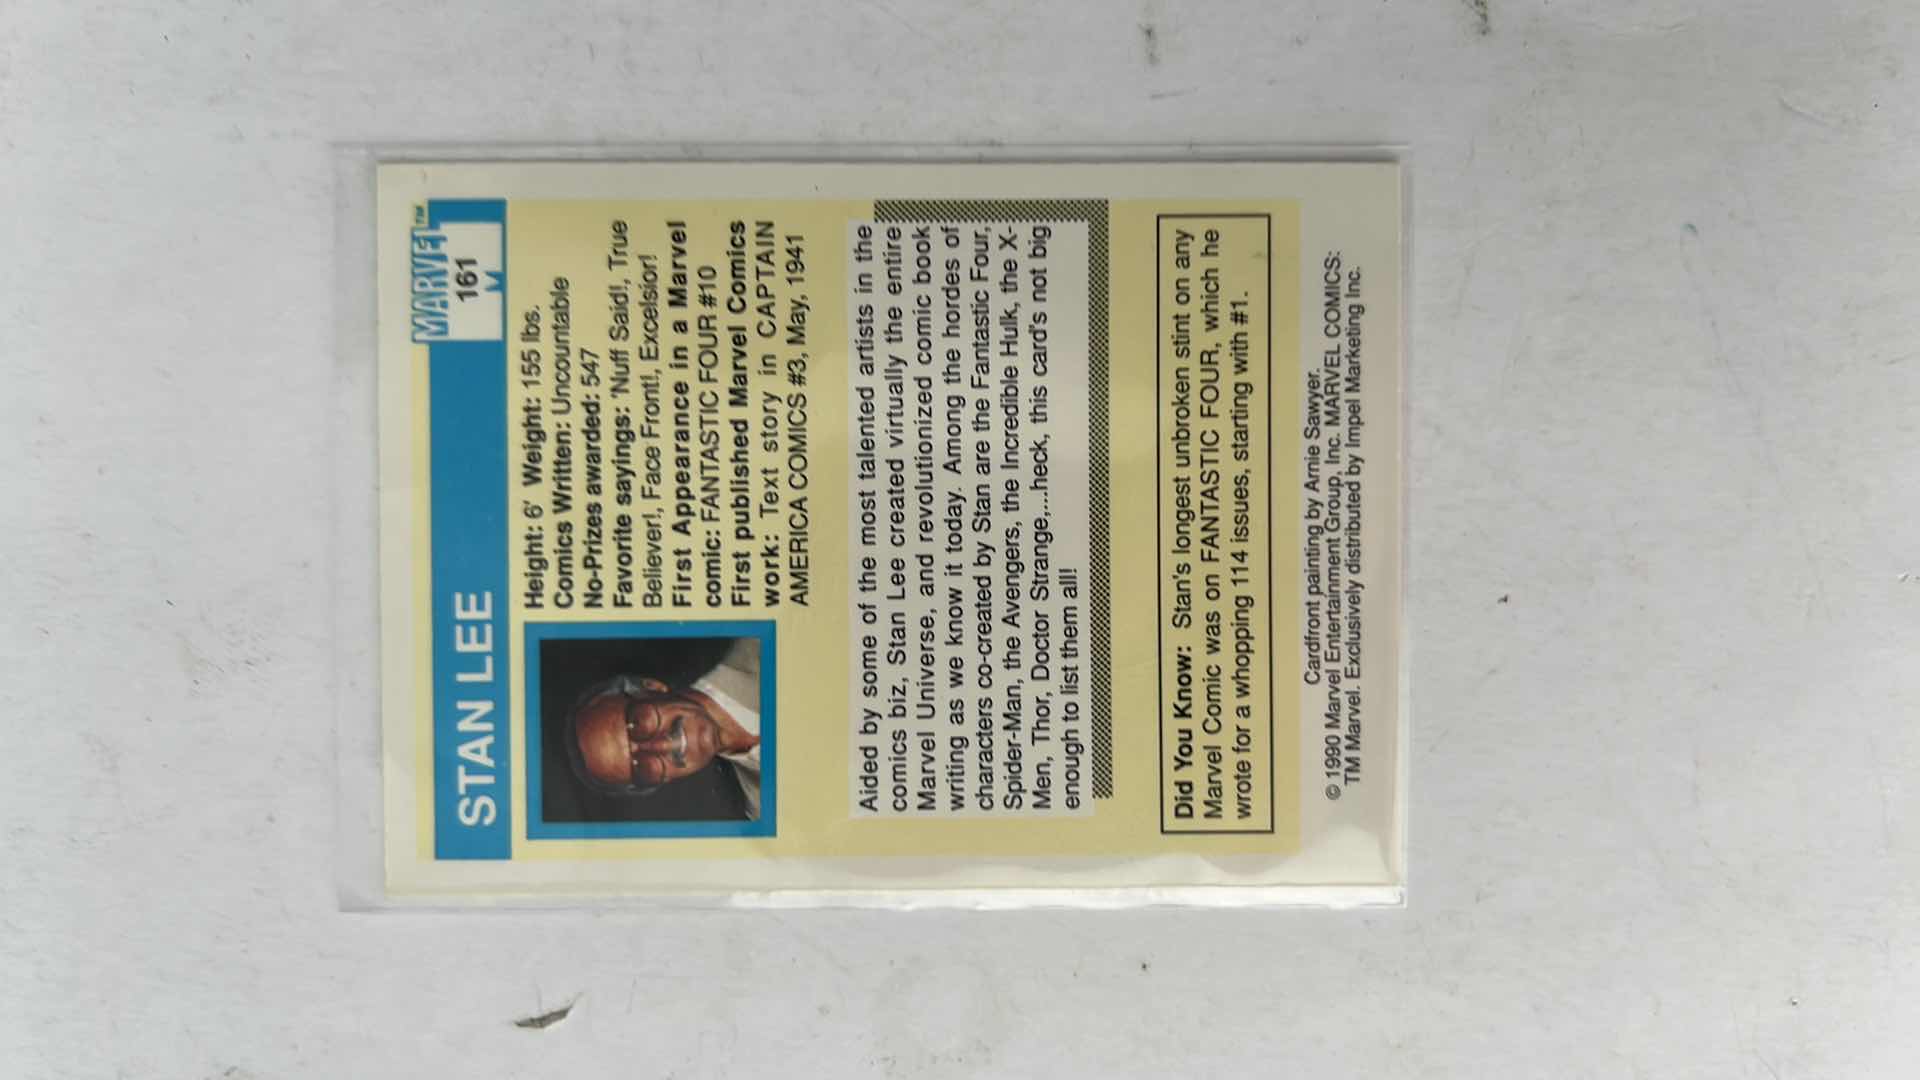 MARVEL™
STAN LEE
161
M
Height: 6' Weight: 155 lbs.
Comics Written: Uncountable
No-Prizes awarded: 547
Favorite sayings: 'Nuff Said!, True
Believer!, Face Front!, Excelsior!
First Appearance in a Marvel
comic: FANTASTIC FOUR #10
First published Marvel Comics
work: Text story in CAPTAIN
AMERICA COMICS #3, May, 1941
Aided by some of the most talented artists in the
comics biz, Stan Lee created virtually the entire
Marvel Universe, and revolutionized comic book
writing as we know it today. Among the hordes of
characters co-created by Stan are the Fantastic Four,
Spider-Man, the Avengers, the Incredible Hulk, the X-
Men, Thor, Doctor Strange,....heck, this card's not big
enough to list them all!
Did You Know: Stan's longest unbroken stint on any
Marvel Comic was on FANTASTIC FOUR, which he
wrote for a whopping 114 issues, starting with #1.
Cardfront painting by Arnie Sawyer.
© 1990 Marvel Entertainment Group, Inc. MARVEL COMICS:
TM Marvel. Exclusively distributed by Impel Marketing Inc.